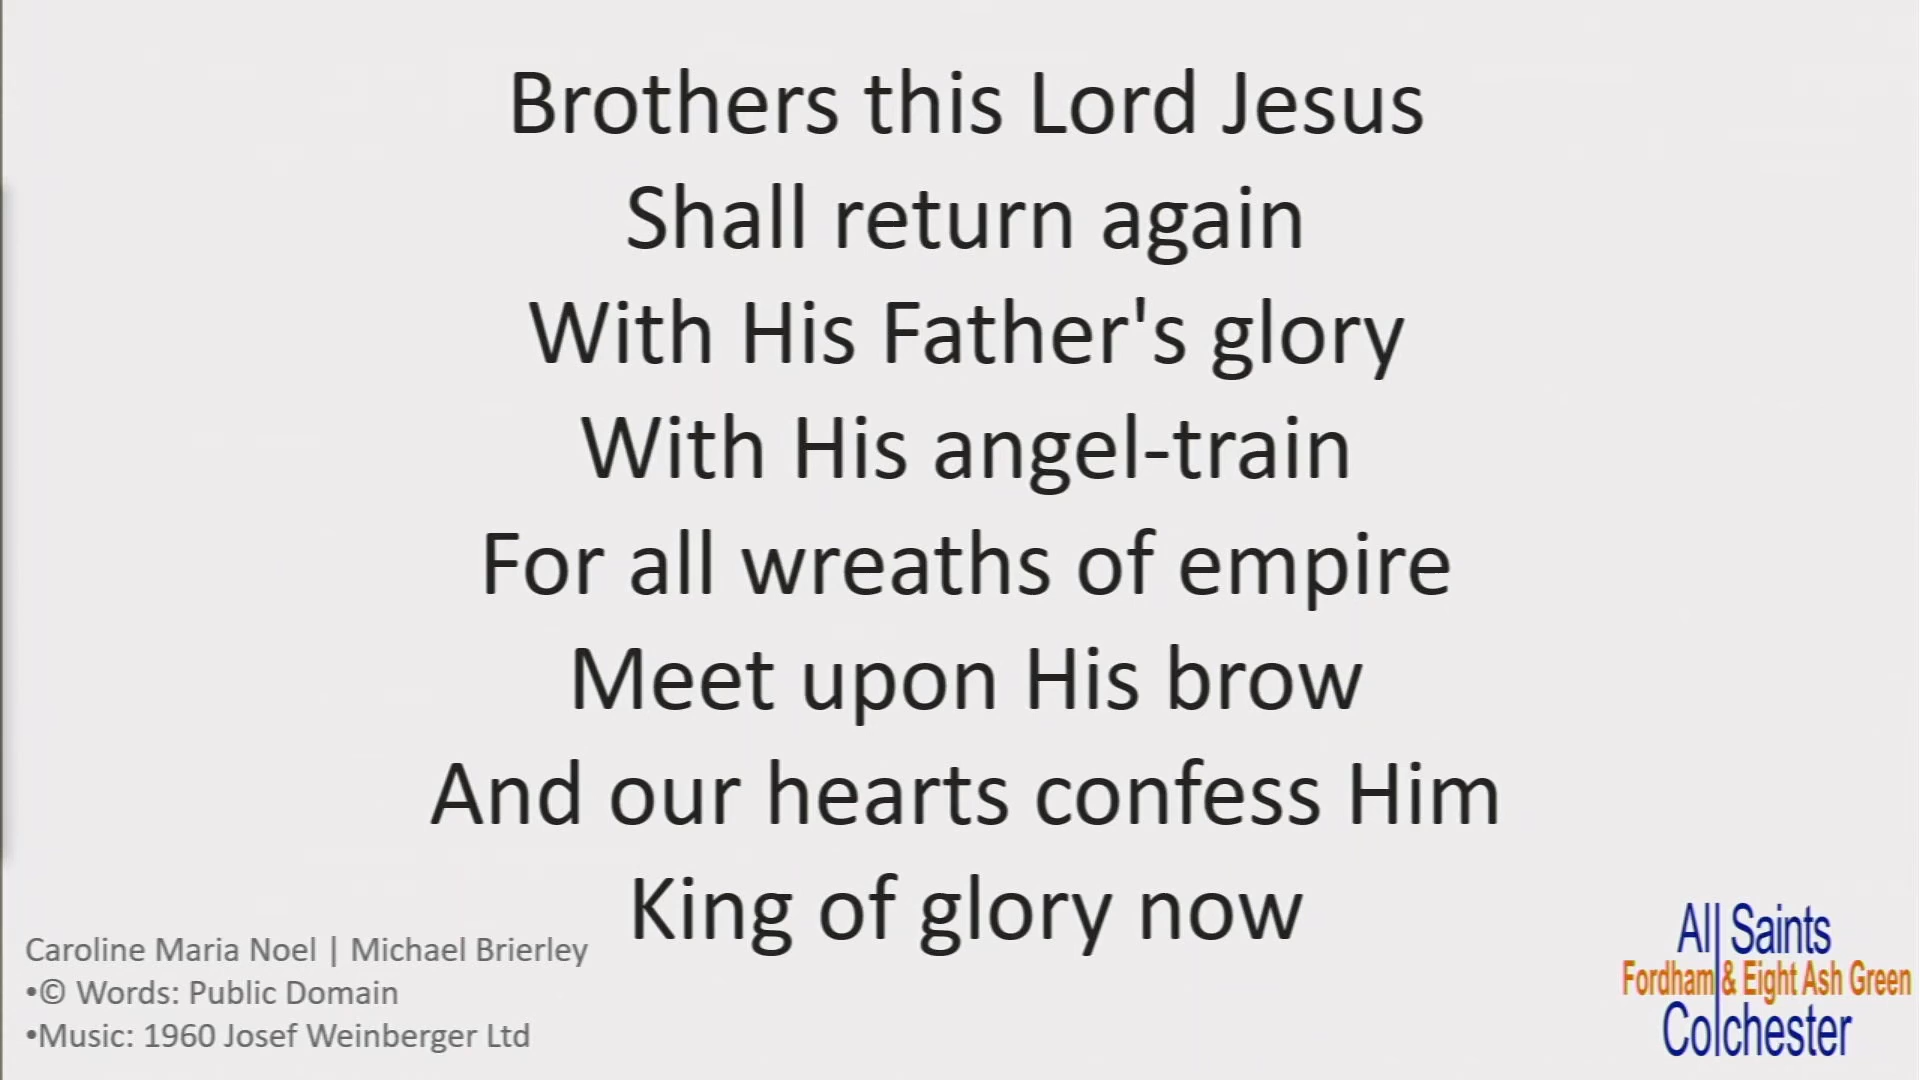 Brothers this Lord Jesus
Shall return again
With His Father's glory
With His angel-train
For all wreaths of empire
Meet upon His brow
And our hearts confess Him
King of glory now
Caroline Maria Noel | Michael Brierley
•© Words: Public Domain
•Music: 1960 Josef Weinberger Ltd
All Saints
Fordham & Eight Ash Green
Colchester